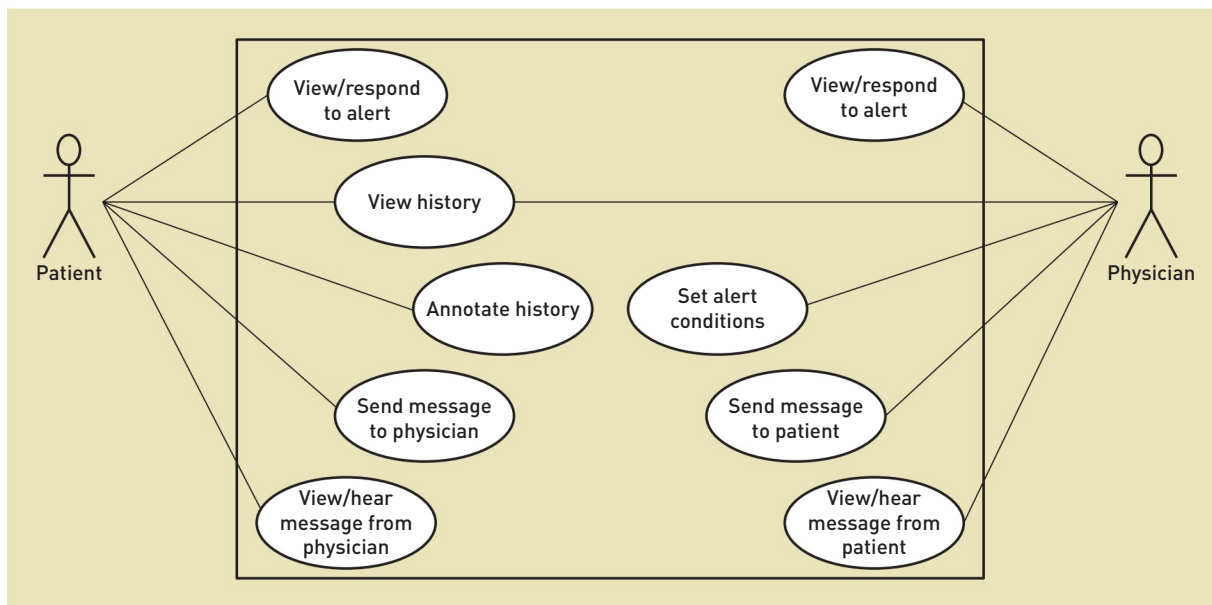 View/respond
to alert
View/respond
to alert
View history
Patient
Physician
Annotate history
Set alert
conditions
Send message
to physician
Send message
to patient
View/hear
message from
physician
View/hear
message from
patient